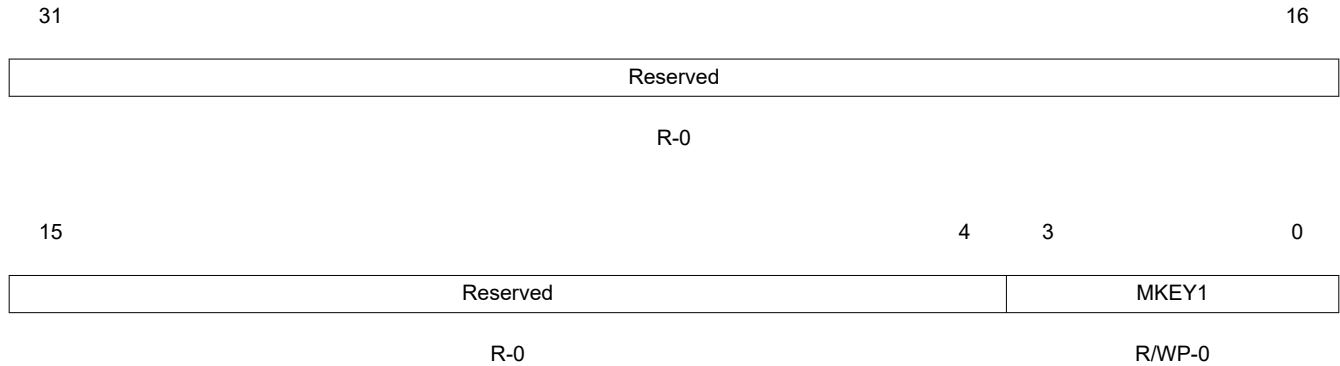 31 16
Reserved
R-0
15 4 3 0
Reserved MKEY1
R-0 R/WP-0